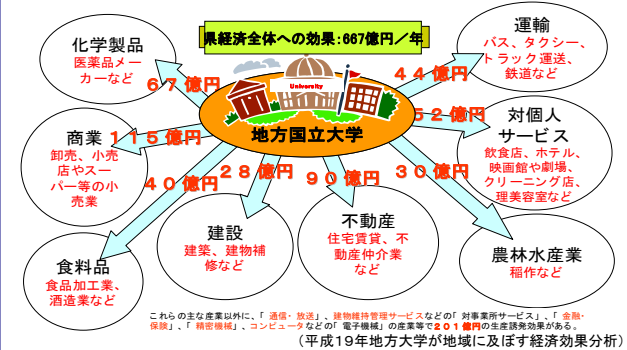 県経済全体への効果：667億円／年
化学製品
医薬品メー
カーなど
67億円
運輸
バス、タクシー、
トラック運送、
鉄道など
44億円
University
地方国立大学
商業
卸売、小売
店やスー
パー等の小
売業
115億円
対個人
サービス
飲食店、ホテル、
映画館や劇場、
クリーニング店、
理美容室など
52億円
食料品
食品加工業、
酒造業など
40億円
建設
建築、建物補
修など
28億円
不動産
住宅賃貸、不
動産仲介業
など
90億円
農林水産業
稲作など
30億円
これらの主な産業以外に、「通信・放送」、建物維持管理サービスなどの「対事業所サービス」、「金融・
保険」、「精密機械」、コンピュータなどの「電子機械」の産業等で201億円の生産誘発効果がある。
（平成19年地方大学が地域に及ぼす経済効果分析）